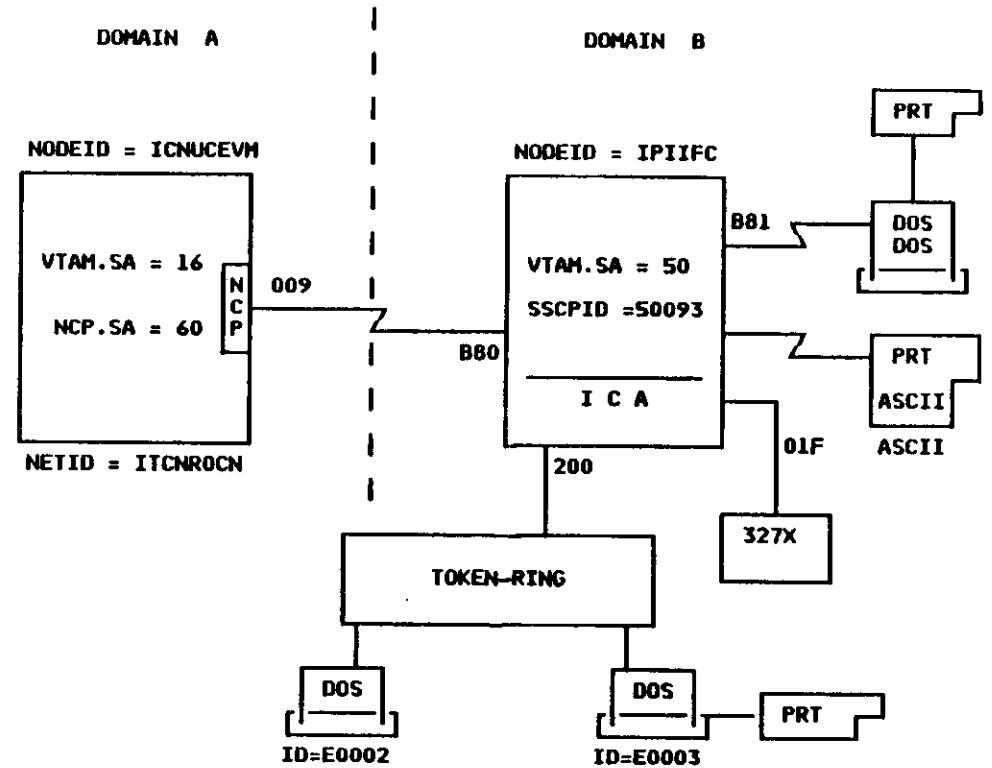 DOMAIN A
DOMAIN B
PRT
NODEID = ICNUCEVM
NODEID = IPIIFC
B81
DOS
DOS
VTAM.SA = 16
NCP
009
NCP.SA = 60
VTAM.SA = 50
SSCPID =50093
B80
PRT
ASCII
I C A
ASCII
01F
NETID = ITCNROCN
200
327X
TOKEN-RING
DOS
DOS
PRT
ID=E0002
ID=E0003